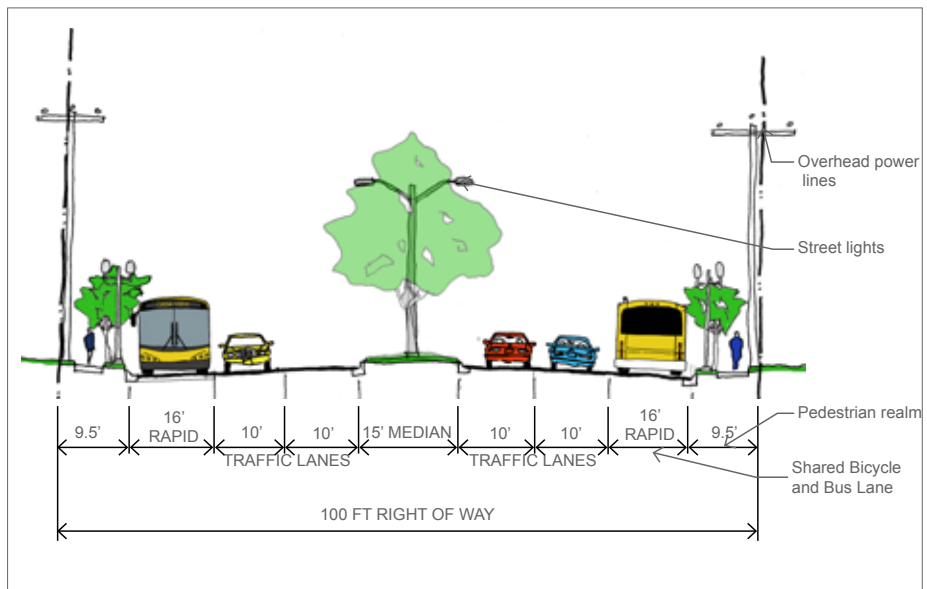 Overhead power
lines
Street lights
Pedestrian realm
9.5’
16’
RAPID
10’
10’
15’ MEDIAN
10’
10’
16’
RAPID
9.5’
TRAFFIC LANES
TRAFFIC LANES
Shared Bicycle
and Bus Lane
100 FT RIGHT OF WAY